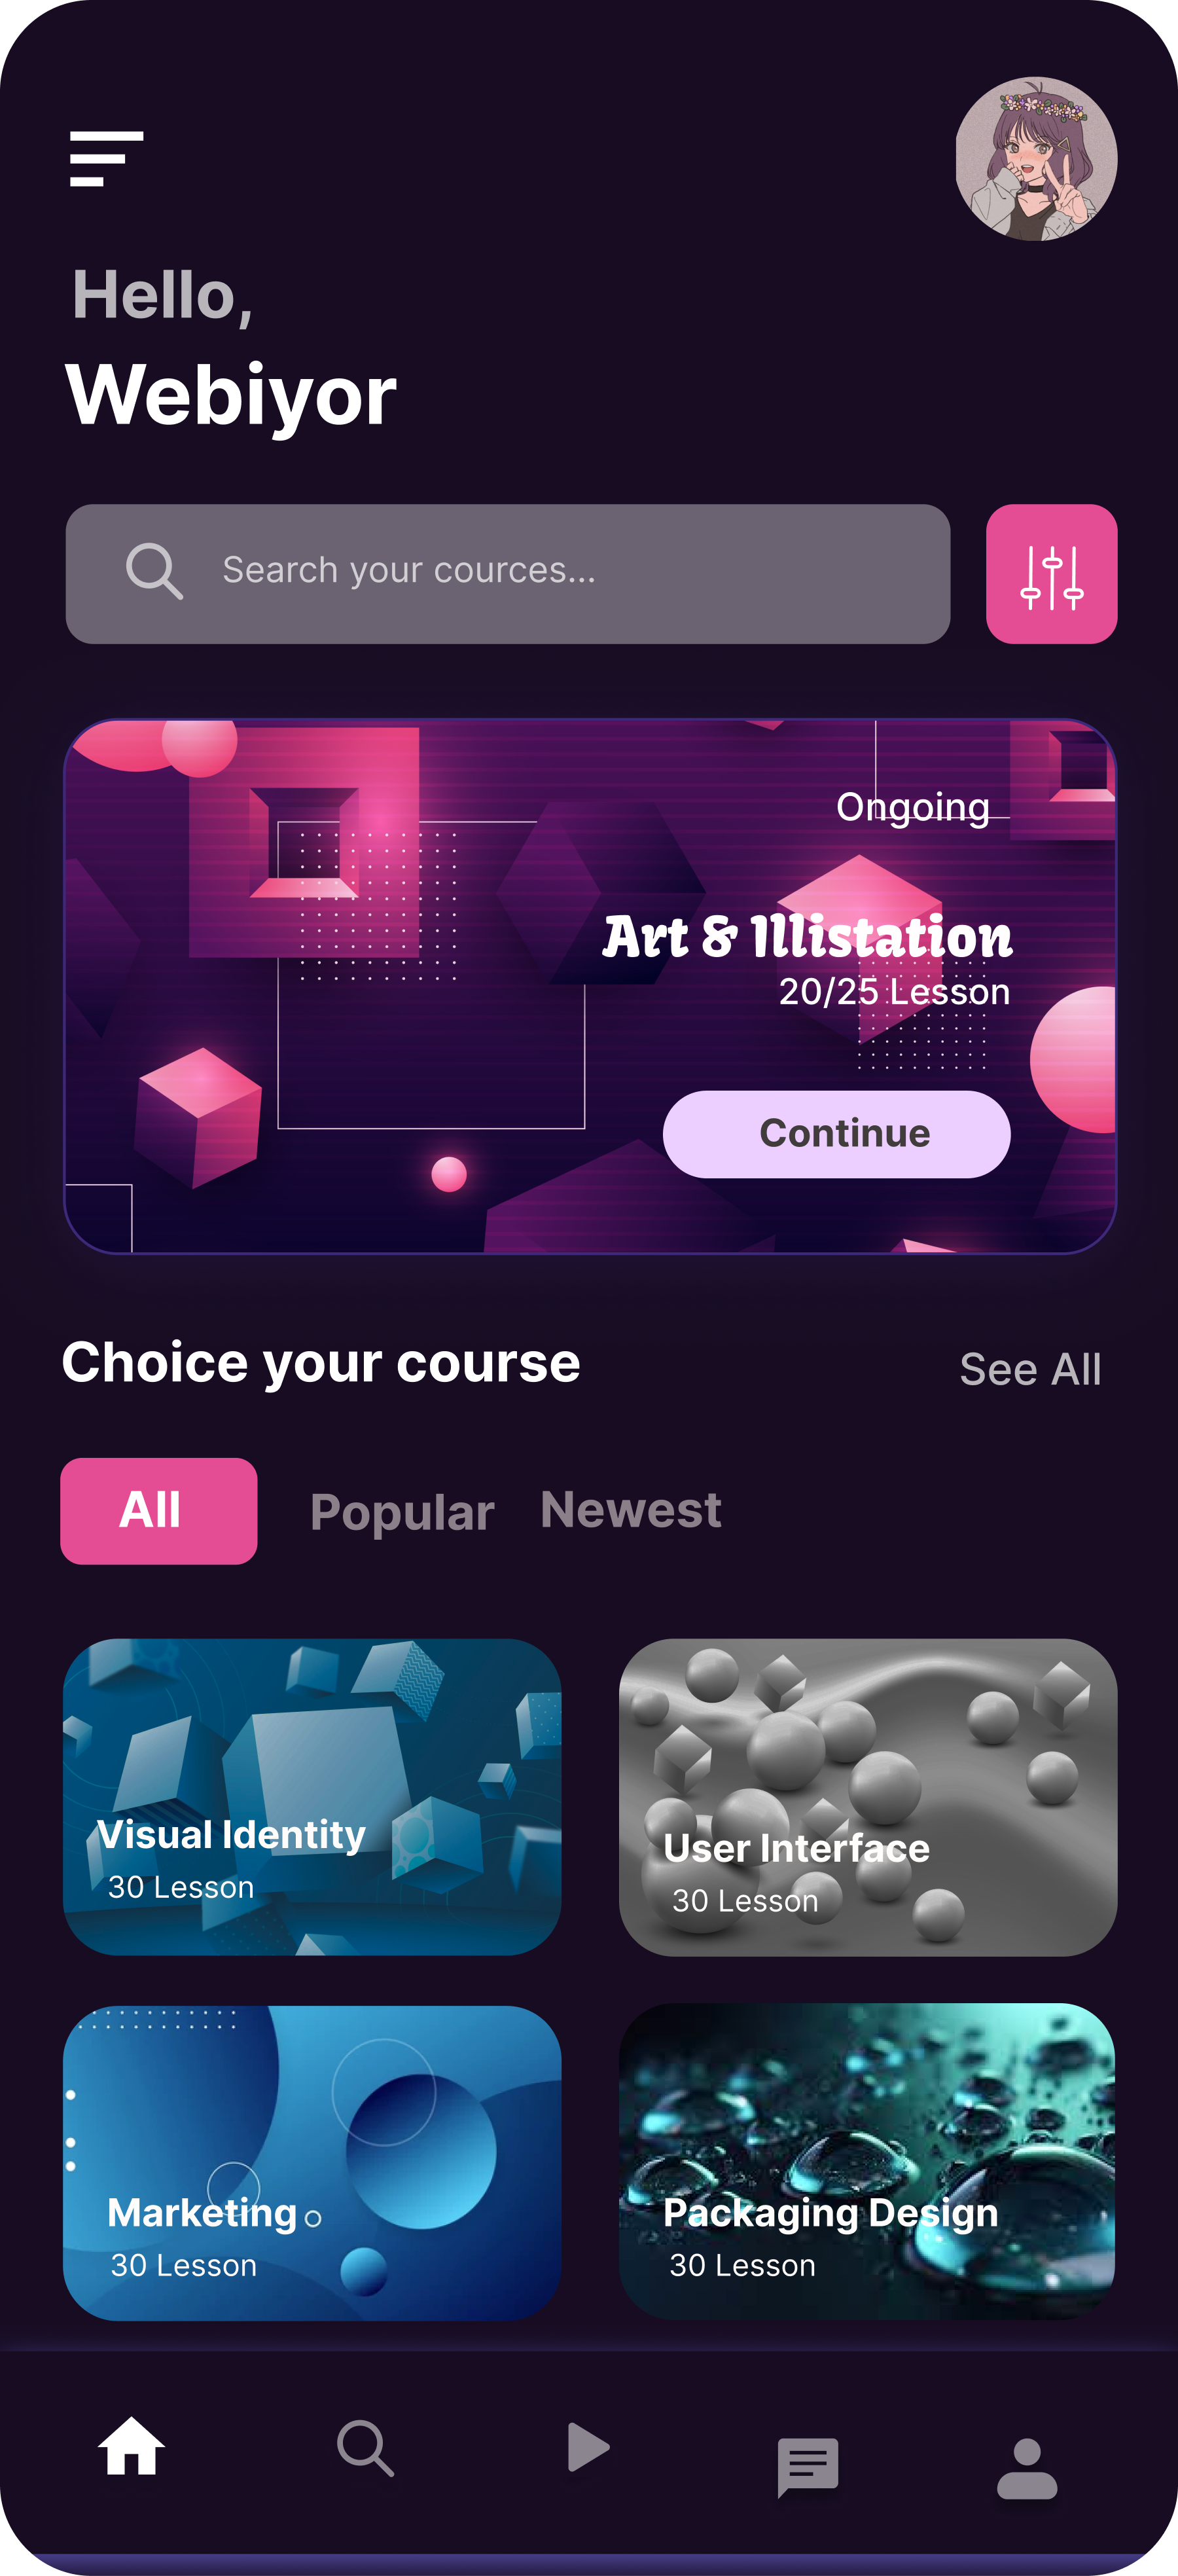 Hello,
Webiyor
Search your cources...
Ongoing
Art & Illistation
20/25 Lesson
Continue
Choice your course
See All
All
Popular
Newest
Visual Identity
30 Lesson
User Interface
30 Lesson
Marketing
30 Lesson
Packaging Design
30 Lesson